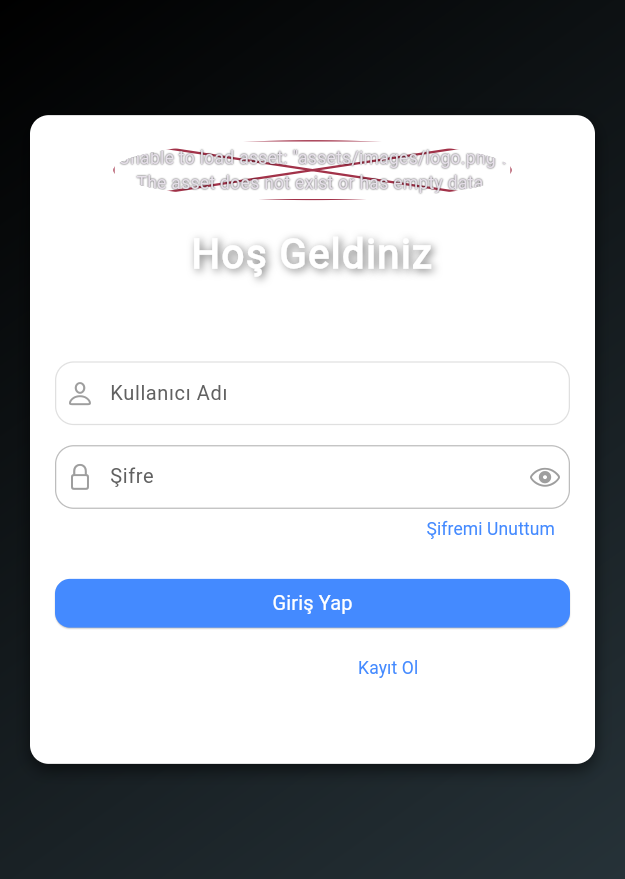 Unable to load asset: "assets/images/logo.png".
The asset does not exist or has empty data.
Hoş Geldiniz
Kullanıcı Adı
Şifre
Şifremi Unuttum
Giriş Yap
Kayıt Ol